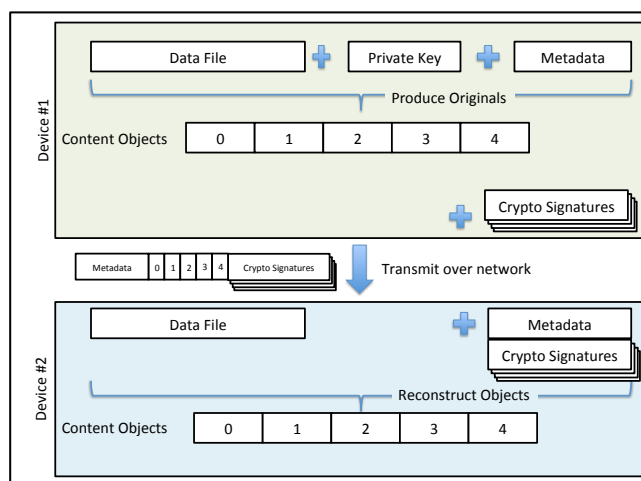 Device #1
Data File
Private Key
Metadata
Produce Originals
Content Objects
0 1 2 3 4
Crypto Signatures
Metadata 0 1 2 3 4 Crypto Signatures
Transmit over network
Device #2
Data File
Metadata
Crypto Signatures
Reconstruct Objects
Content Objects
0 1 2 3 4